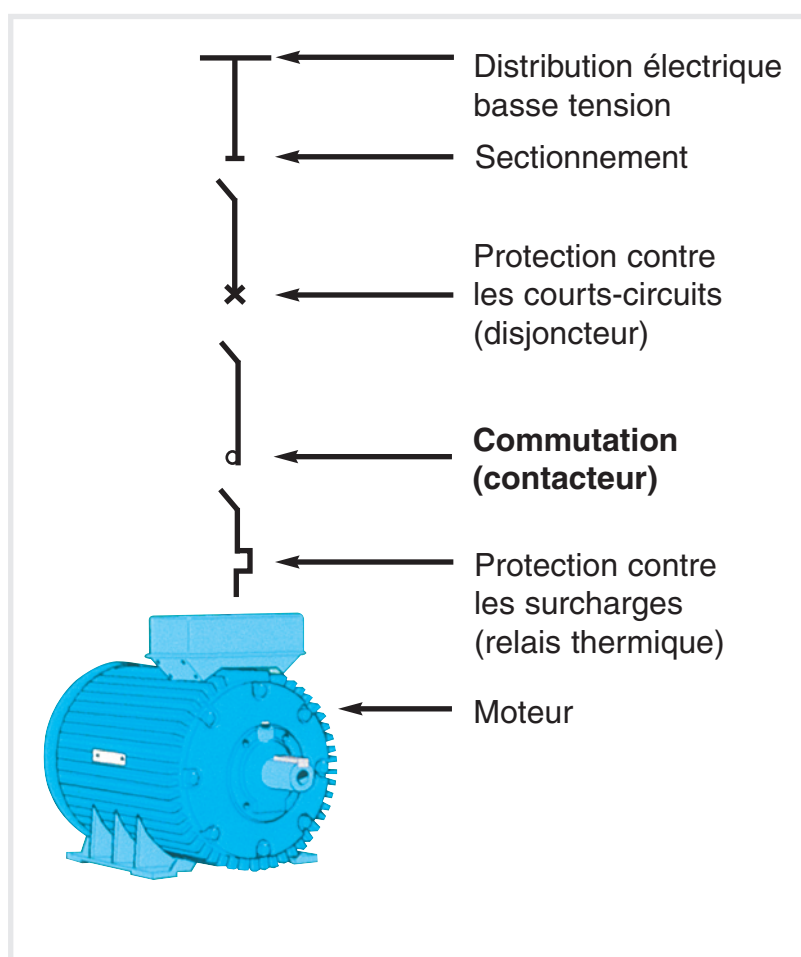 Distribution électrique
basse tension
Sectionnement
Protection contre
les courts-circuits
(disjoncteur)
Commutation
(contacteur)
Protection contre
les surcharges
(relais thermique)
Moteur